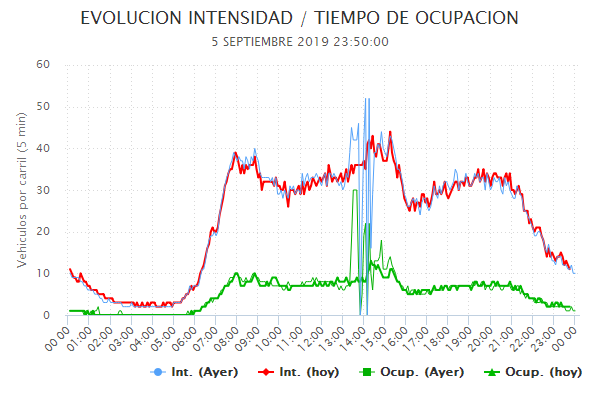 EVOLUCION INTENSIDAD / TIEMPO DE OCUPACION
5 SEPTIEMBRE 2019 23:50:00
Vehiculos por carril (5 min)
60
50
40
30
20
10
0
00:00 01:00 02:00 03:00 04:00 05:00 06:00 07:00 08:00 09:00 10:00 11:00 12:00 13:00 14:00 15:00 16:00 17:00 18:00 19:00 20:00 21:00 22:00 23:00 00:00
Int. (Ayer) Int. (hoy) Ocup. (Ayer) Ocup. (hoy)